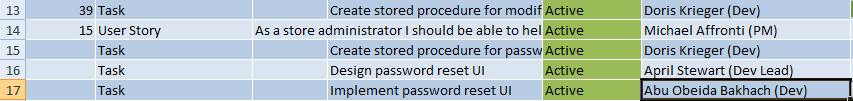 13 39 Task Create stored procedure for modif Active Doris Krieger (Dev)
14 15 User Story As a store administrator I should be able to hel Active Michael Affronti (PM)
15 Task Create stored procedure for passw Active Doris Krieger (Dev)
16 Task Design password reset UI Active April Stewart (Dev Lead)
17 Task Implement password reset UI Active Abu Obeida Bakhach (Dev)